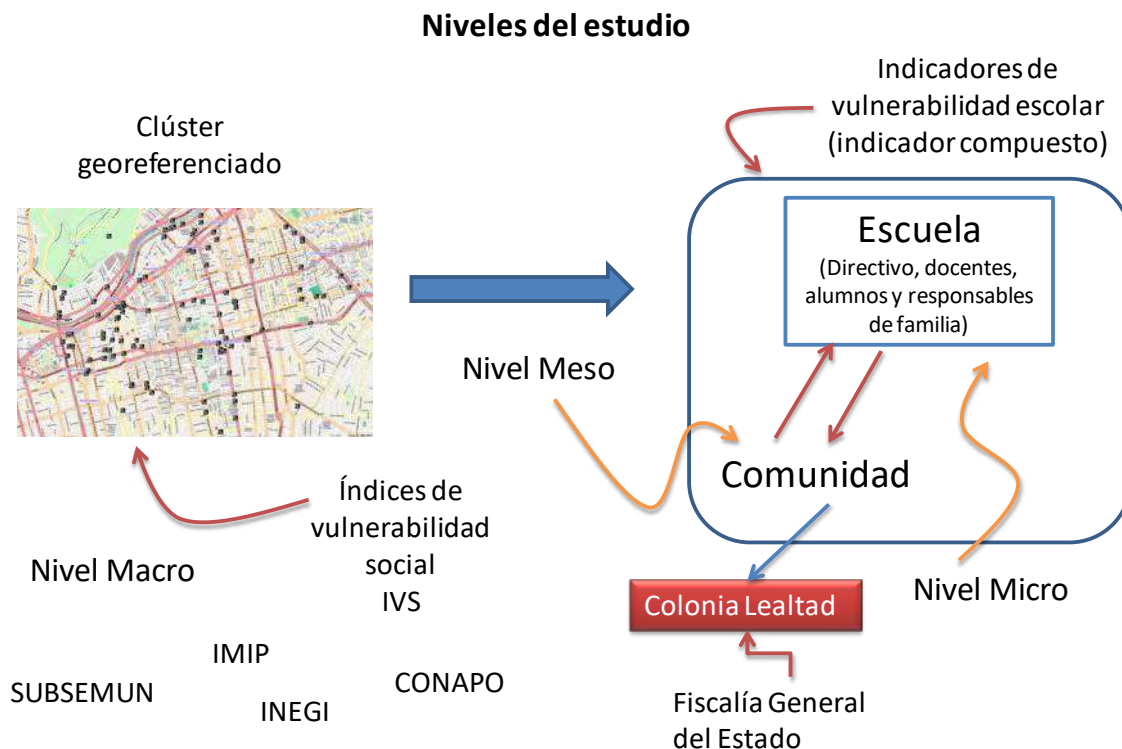 Niveles del estudio
Clúster
georeferenciado
Indicadores de
vulnerabilidad escolar
(indicador compuesto)
Escuela
(Directivo, docentes,
alumnos y responsables
de familia)
Nivel Meso
Comunidad
Índices de
vulnerabilidad
social
IVS
Nivel Macro
Colonia Lealtad
Nivel Micro
IMIP
SUBSEMUN
INEGI
CONAPO
Fiscalía General
del Estado